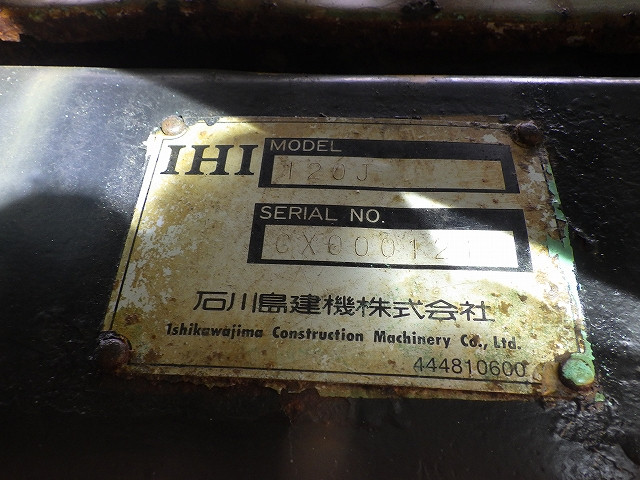 IHI
MODEL
120J
SERIAL NO.
石川島建機株式会社
Ishikawajima Construction Machinery Co., Ltd.
444810600